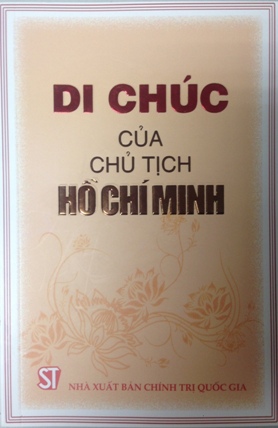 DI CHÚC
CỦA
CHỦ TỊCH
HỒ CHÍ MINH
ST
NHÀ XUẤT BẢN CHÍNH TRỊ QUỐC GIA